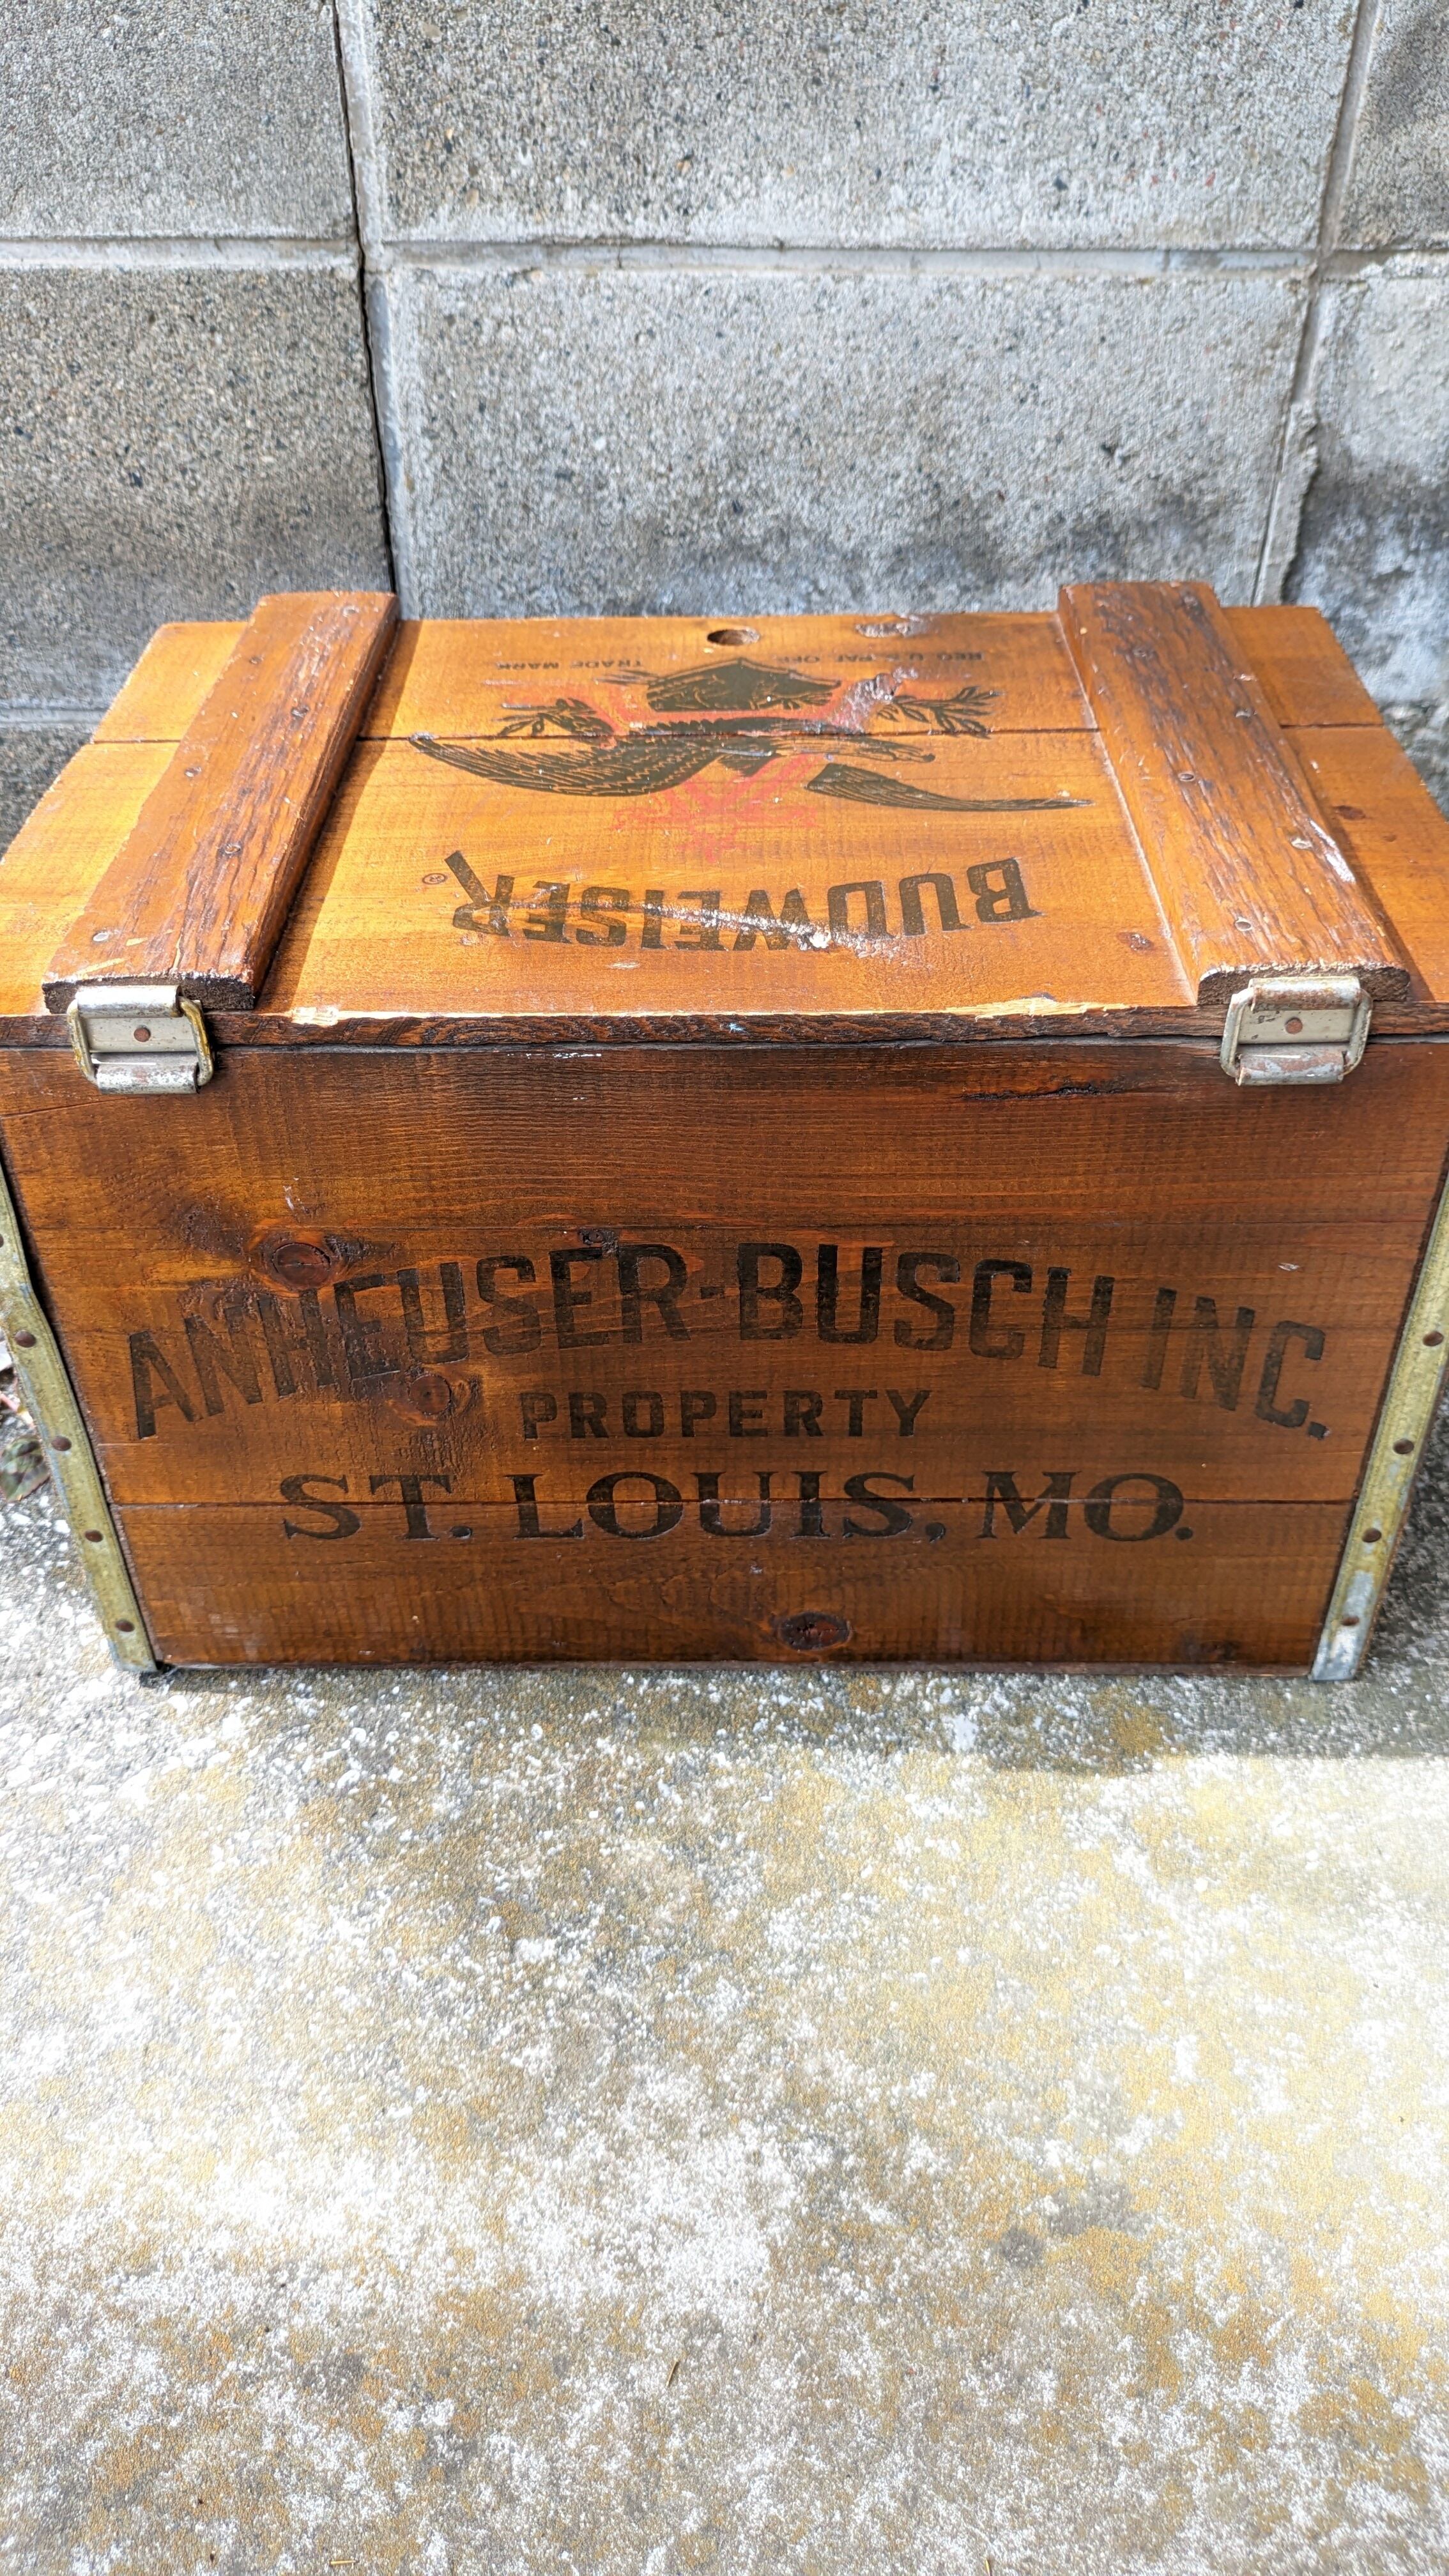 TRADE MARK REG. U.S. PAT. OFF.
BUDWEISER®
ANHEUSER-BUSCH INC.
PROPERTY
ST. LOUIS, MO.